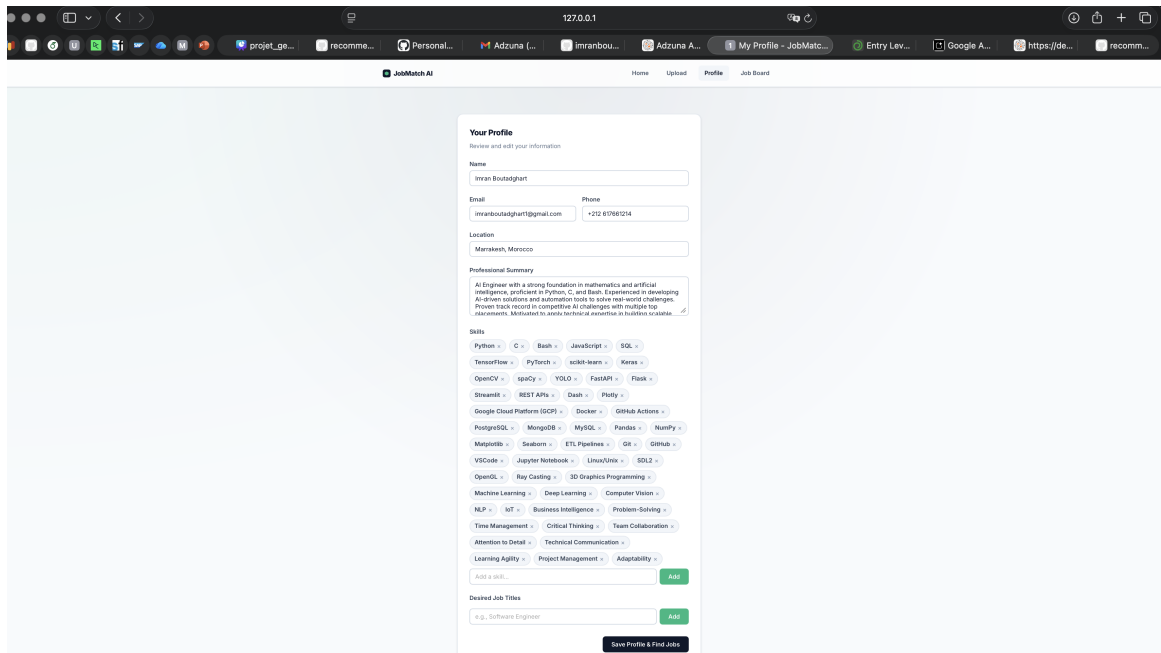 127.0.0.1
projet_ge...
recomme...
Personal...
Adzuna (...
imranbou...
Adzuna A...
1 My Profile - JobMatc...
Entry Lev...
Google A...
https://de...
recomm...
JobMatch AI
Home Upload Profile Job Board
Your Profile
Review and edit your information
Name
Imran Boutadghart
Email Phone
imranboutadghart1@gmail.com +212 617661214
Location
Marrakesh, Morocco
Professional Summary
AI Engineer with a strong foundation in mathematics and artificial
intelligence, proficient in Python, C, and Bash. Experienced in developing
AI-driven solutions and automation tools to solve real-world challenges.
Proven track record in competitive AI challenges with multiple top
placements. Motivated to apply technical expertise in building scalable
Skills
Python × C × Bash × JavaScript × SQL ×
TensorFlow × PyTorch × scikit-learn × Keras ×
OpenCV × spaCy × YOLO × FastAPI × Flask ×
Streamlit × REST APIs × Dash × Plotly ×
Google Cloud Platform (GCP) × Docker × GitHub Actions ×
PostgreSQL × MongoDB × MySQL × Pandas × NumPy ×
Matplotlib × Seaborn × ETL Pipelines × Git × GitHub ×
VSCode × Jupyter Notebook × Linux/Unix × SDL2 ×
OpenGL × Ray Casting × 3D Graphics Programming ×
Machine Learning × Deep Learning × Computer Vision ×
NLP × IoT × Business Intelligence × Problem-Solving ×
Time Management × Critical Thinking × Team Collaboration ×
Attention to Detail × Technical Communication ×
Learning Agility × Project Management × Adaptability ×
Add a skill... Add
Desired Job Titles
e.g., Software Engineer Add
Save Profile & Find Jobs